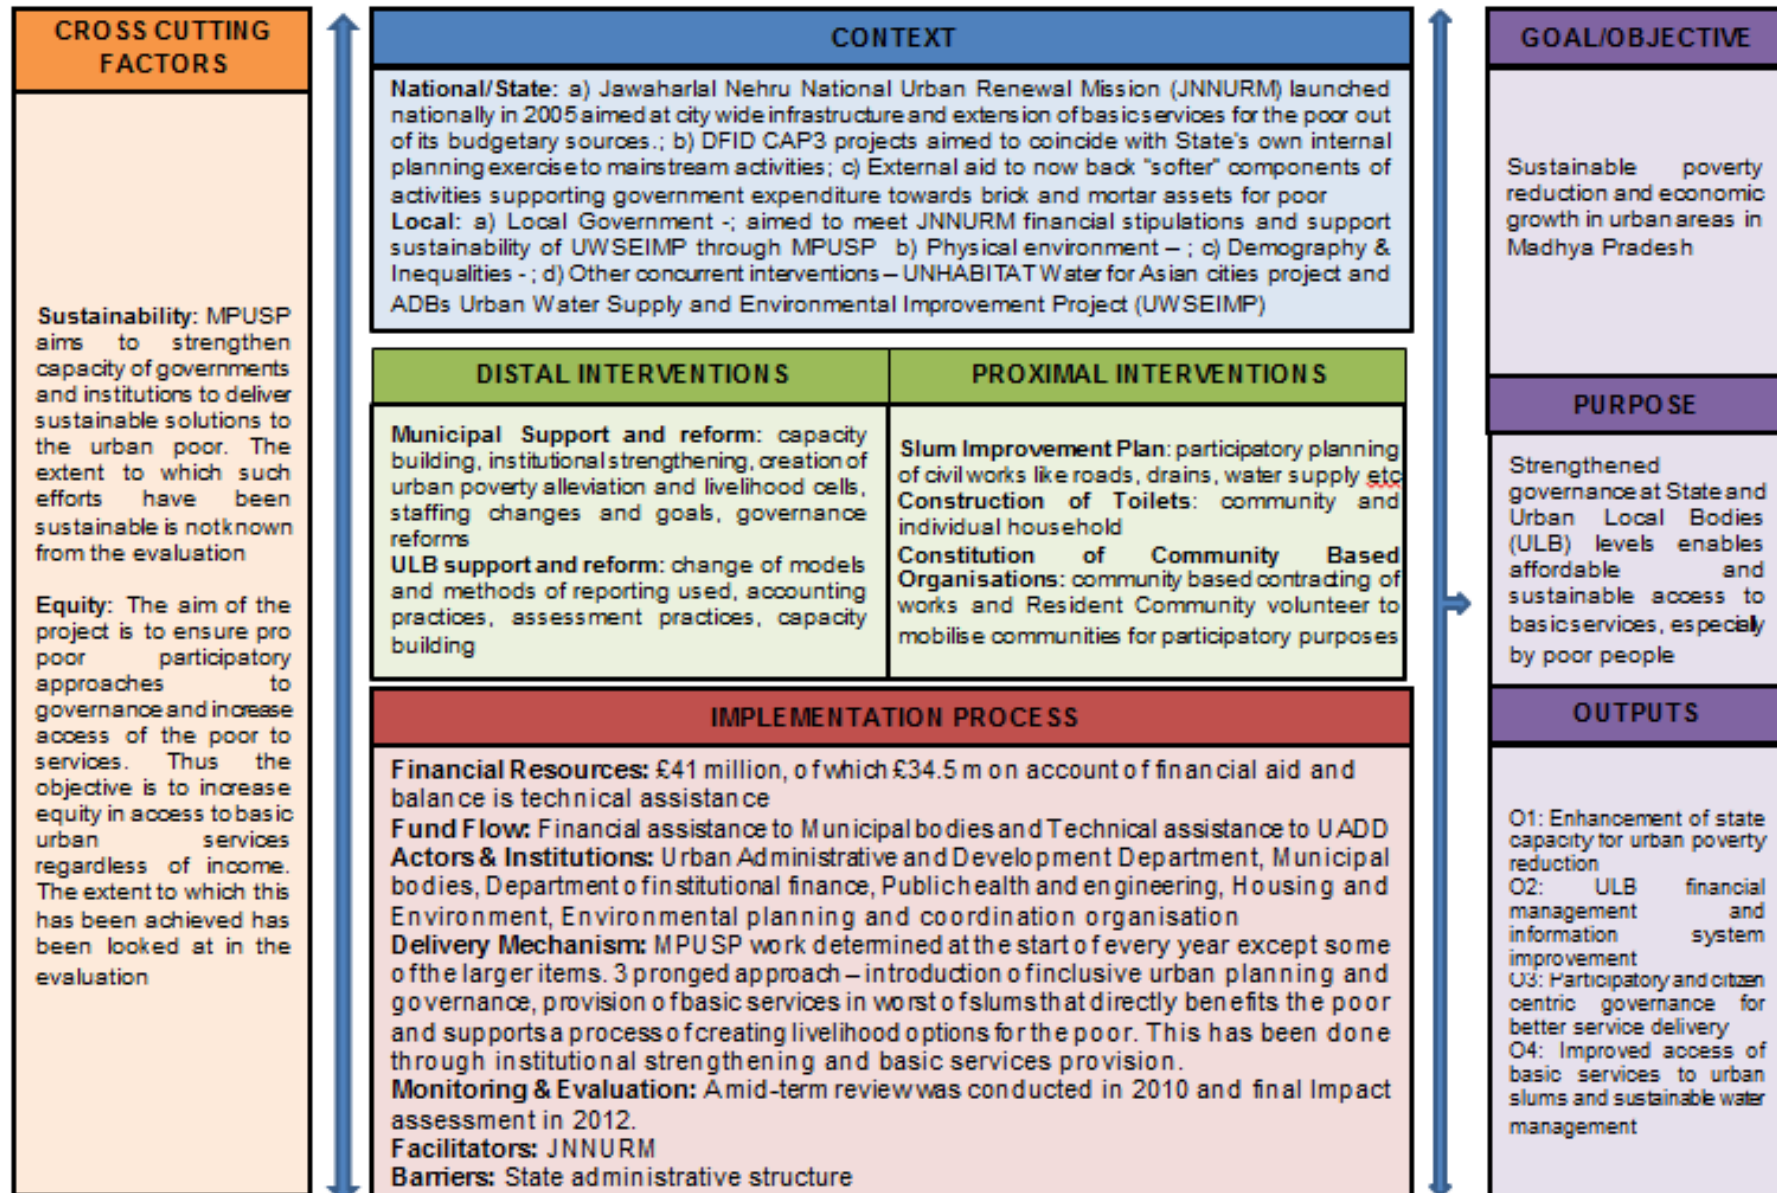 CROSS CUTTING
FACTORS
Sustainability: MPUSP
aims to strengthen
capacity of governments
and institutions to deliver
sustainable solutions to
the urban poor. The
extent to which such
efforts have been
sustainable is notknown
from the evaluation
Equity: The aim of the
project is to ensure pro
poor participatory
approaches to
governance and increase
access of the poor to
services. Thus the
objective is to increase
equity in access to basic
urban services
regardless of income.
The extent to which this
has been achieved has
been looked at in the
evaluation
CONTEXT
National/State: a) Jawaharlal Nehru National Urban Renewal Mission (JNNURM) launched
nationally in 2005 aimed at city wide infrastructure and extension of basic services for the poor out
of its budgetary sources.; b) DFID CAP3 projects aimed to coincide with State's own internal
planning exercise to mainstream activities; c) External aid to now back "softer" components of
activities supporting government expenditure towards brick and mortar assets for poor
Local: a) Local Government -; aimed to meet JNNURM financial stipulations and support
sustainability of UWSEIMP through MPUSP b) Physical environment – ; c) Demography &
Inequalities - ; d) Other concurrent interventions – UNHABITAT Water for Asian cities project and
ADBs Urban Water Supply and Environmental Improvement Project (UWSEIMP)
DISTAL INTERVENTIONS
Municipal Support and reform: capacity
building, institutional strengthening, creation of
urban poverty alleviation and livelihood cells,
staffing changes and goals, governance
reforms
ULB support and reform: change of models
and methods of reporting used, accounting
practices, assessment practices, capacity
building
PROXIMAL INTERVENTIONS
Slum Improvement Plan: participatory planning
of civil works like roads, drains, water supply etc
Construction of Toilets: community and
individual household
Constitution of Community Based
Organisations: community based contracting of
works and Resident Community volunteer to
mobilise communities for participatory purposes
IMPLEMENTATION PROCESS
Financial Resources: £41 million, of which £34.5 m on account of financial aid and
balance is technical assistance
Fund Flow: Financial assistance to Municipal bodies and Technical assistance to UADD
Actors & Institutions: Urban Administrative and Development Department, Municipal
bodies, Department of institutional finance, Public health and engineering, Housing and
Environment, Environmental planning and coordination organisation
Delivery Mechanism: MPUSP work determined at the start of every year except some
of the larger items. 3 pronged approach – introduction of inclusive urban planning and
governance, provision of basic services in worst of slums that directly benefits the poor
and supports a process of creating livelihood options for the poor. This has been done
through institutional strengthening and basic services provision.
Monitoring & Evaluation: A mid-term review was conducted in 2010 and final Impact
assessment in 2012.
Facilitators: JNNURM
Barriers: State administrative structure
GOAL/OBJECTIVE
Sustainable poverty
reduction and economic
growth in urban areas in
Madhya Pradesh
PURPOSE
Strengthened
governance at State and
Urban Local Bodies
(ULB) levels enables
affordable and
sustainable access to
basic services, especially
by poor people
OUTPUTS
O1: Enhancement of state
capacity for urban poverty
reduction
O2: ULB financial
management and
information system
improvement
O3: Participatory and citizen
centric governance for
better service delivery
O4: Improved access of
basic services to urban
slums and sustainable water
management